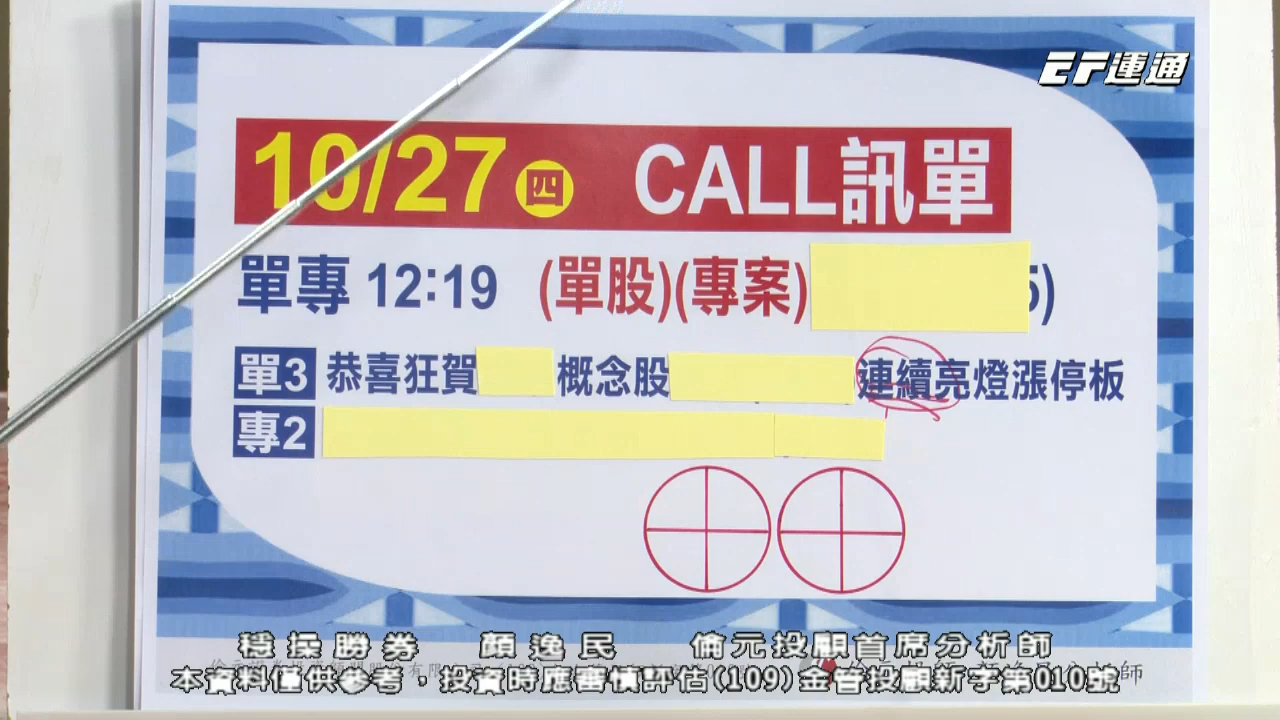 EF運通
10/27 四 CALL訊單
單專 12:19 (單股)(專案) 5)
單3 恭喜狂賀 概念股 連續亮燈漲停板
專2
穩操勝券 顏逸民 倫元投顧首席分析師
本資料僅供參考,投資時應審慎評估(109)金管投顧新字第010號